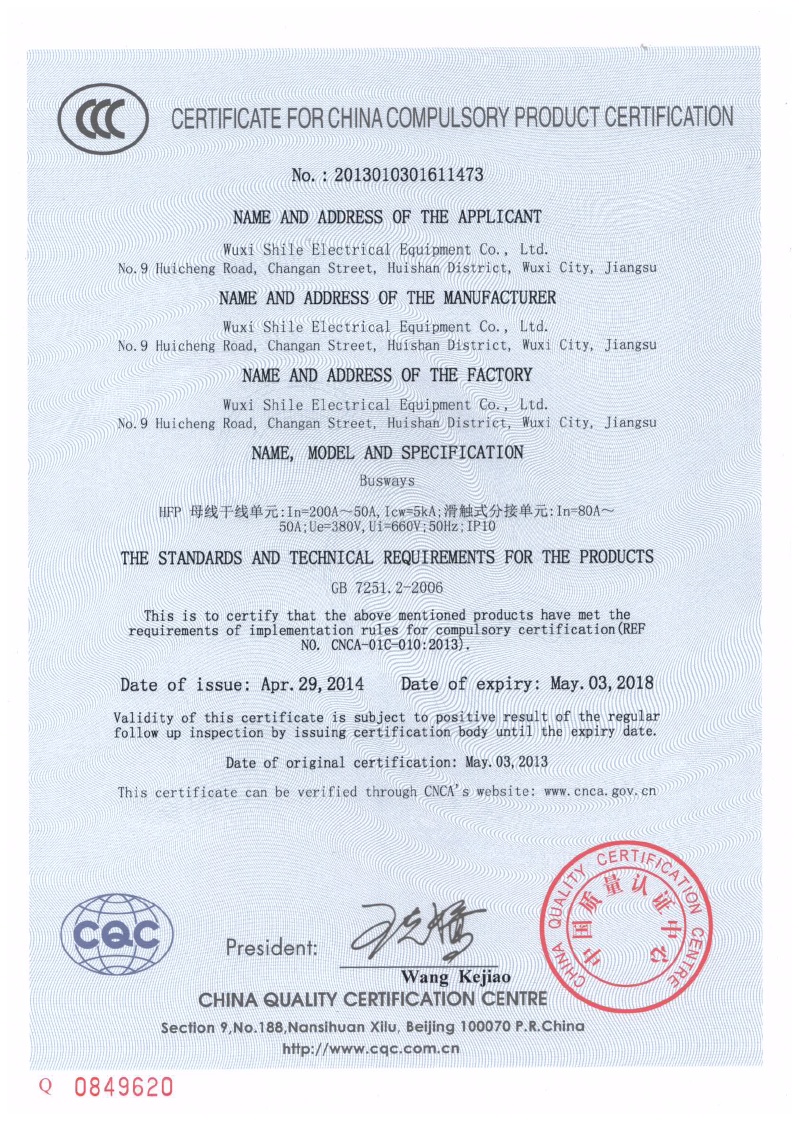 CCC
CERTIFICATE FOR CHINA COMPULSORY PRODUCT CERTIFICATION
No. : 2013010301611473
NAME AND ADDRESS OF THE APPLICANT
Wuxi Shile Electrical Equipment Co., Ltd.
No.9 Huicheng Road, Changan Street, Huishan District, Wuxi City, Jiangsu
NAME AND ADDRESS OF THE MANUFACTURER
Wuxi Shile Electrical Equipment Co., Ltd.
No.9 Huicheng Road, Changan Street, Huishan District, Wuxi City, Jiangsu
NAME AND ADDRESS OF THE FACTORY
Wuxi Shile Electrical Equipment Co., Ltd.
No.9 Huicheng Road, Changan Street, Huishan District, Wuxi City, Jiangsu
NAME, MODEL AND SPECIFICATION
Busways
HFP 母线干线单元:In=200A～50A,Icw=5kA;滑触式分接单元:In=80A～
50A;Ue=380V,Ui=660V;50Hz;IP10
THE STANDARDS AND TECHNICAL REQUIREMENTS FOR THE PRODUCTS
GB 7251.2-2006
This is to certify that the above mentioned products have met the
requirements of implementation rules for compulsory certification(REF
NO. CNCA-01C-010:2013).
Date of issue: Apr.29,2014 Date of expiry: May.03,2018
Validity of this certificate is subject to positive result of the regular
follow up inspection by issuing certification body until the expiry date.
Date of original certification: May.03,2013
This certificate can be verified through CNCA's website: www.cnca.gov.cn
CHINA QUALITY CERTIFICATION CENTRE
中国质量认证中心
CQC
President:
Wang Kejiao
CHINA QUALITY CERTIFICATION CENTRE
Section 9,No.188,Nansihuan Xilu, Beijing 100070 P.R.China
http://www.cqc.com.cn
Q 0849620